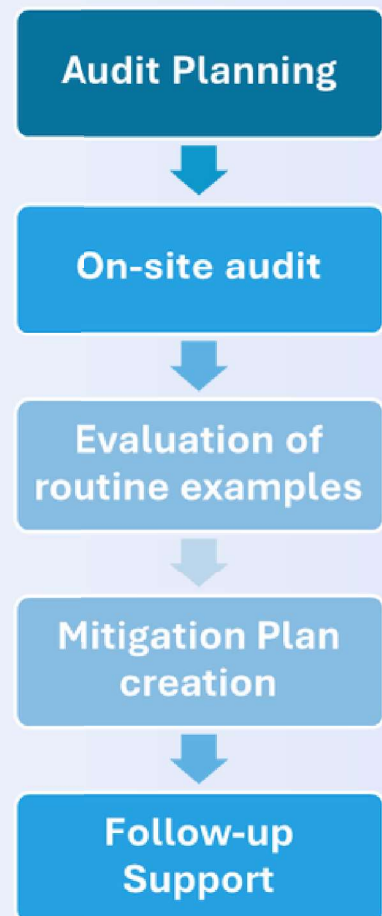 Audit Planning
On-site audit
Evaluation of
routine examples
Mitigation Plan
creation
Follow-up
Support